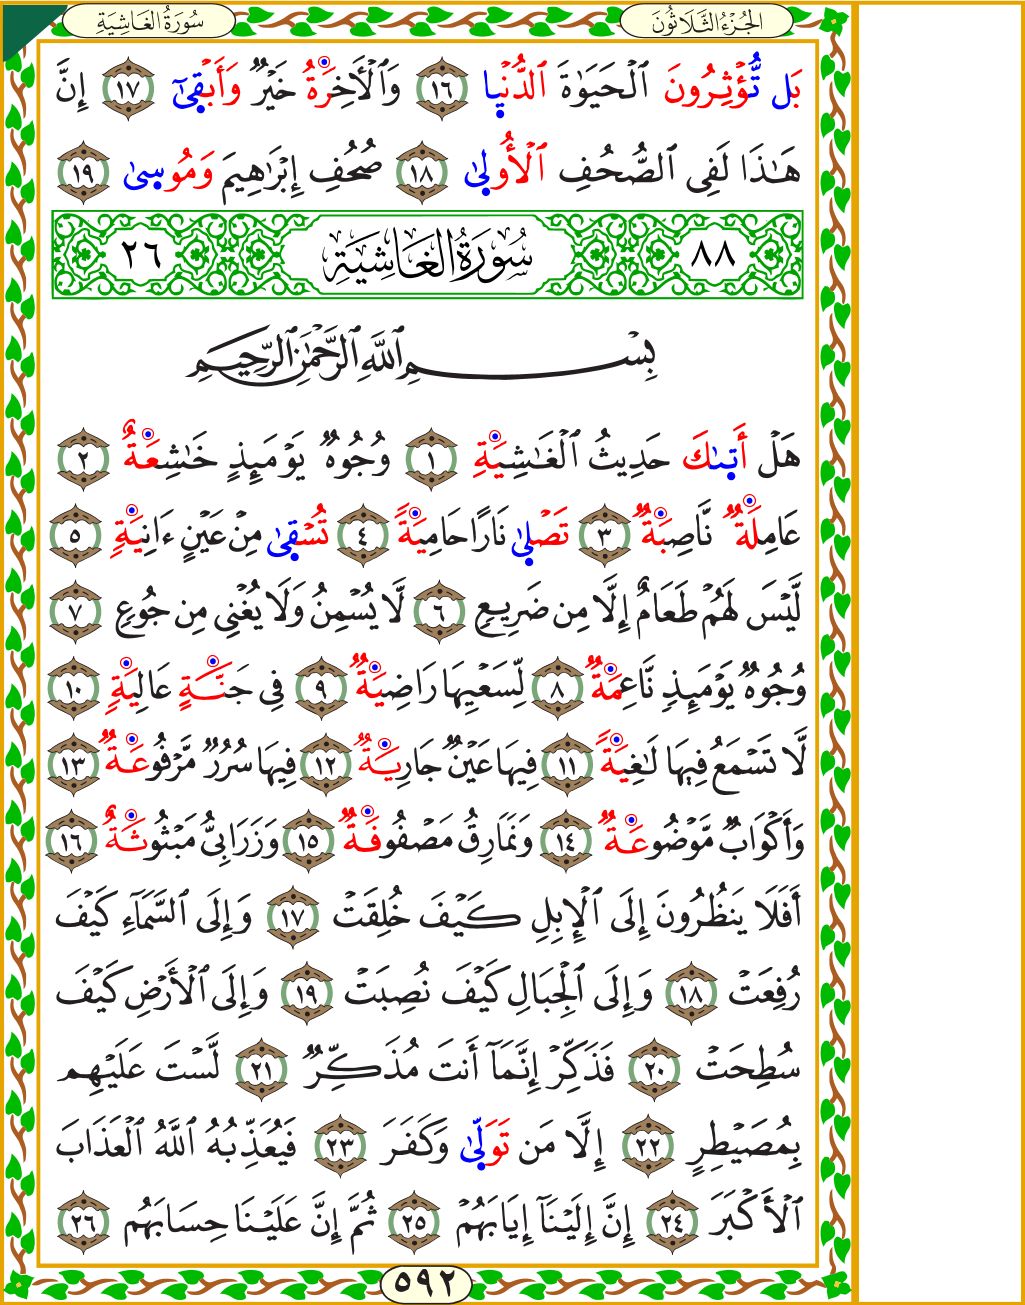 سُورَةُ الغَاشِيَةِ
الجُزْءُ الثَّلَاثُونَ
بَل تُّؤْثِرُونَ ٱلْحَيَوٰةَ ٱلدُّنْيٜا ١٦ وَٱلْأَخِرَةُ خَيْرٌ وَأَبْقٜىٰٓ ١٧ إِنَّ
هَٰذَا لَفِى ٱلصُّحُفِ ٱلْأُولٜىٰ ١٨ صُحُفِ إِبْرَٰهِيمَ وَمُوسٜىٰ ١٩
٨٨ سُورَةُ الغَاشِيَةِ ٢٦
بِسْمِ ٱللَّهِ ٱلرَّحْمَٰنِ ٱلرَّحِيمِ
هَلْ أَتٜىٰكَ حَدِيثُ ٱلْغَٰشِيَةِ ١ وُجُوهٌ يَوْمَئِذٍ خَٰشِعَةٌ ٢
عَامِلَةٌ نَّاصِبَةٌ ٣ تَصْلٜىٰ نَارًا حَامِيَةً ٤ تُسْقٜىٰ مِنْ عَيْنٍ ءَانِيَةٍ ٥
لَّيْسَ لَهُمْ طَعَامٌ إِلَّا مِن ضَرِيعٍ ٦ لَّا يُسْمِنُ وَلَا يُغْنِى مِن جُوعٍ ٧
وُجُوهٌ يَوْمَئِذٍ نَّاعِمَةٌ ٨ لِّسَعْيِهَا رَاضِيَةٌ ٩ فِى جَنَّةٍ عَالِيَةٍ ١٠
لَّا تَسْمَعُ فِيهَا لَٰغِيَةً ١١ فِيهَا عَيْنٌ جَارِيَةٌ ١٢ فِيهَا سُرُرٌ مَّرْفُوعَةٌ ١٣
وَأَكْوَابٌ مَّوْضُوعَةٌ ١٤ وَنَمَارِقُ مَصْفُوفَةٌ ١٥ وَزَرَابِىُّ مَبْثُوثَةٌ ١٦
أَفَلَا يَنظُرُونَ إِلَى ٱلْإِبِلِ كَيْفَ خُلِقَتْ ١٧ وَإِلَى ٱلسَّمَآءِ كَيْفَ
رُفِعَتْ ١٨ وَإِلَى ٱلْجِبَالِ كَيْفَ نُصِبَتْ ١٩ وَإِلَى ٱلْأَرْضِ كَيْفَ
سُطِحَتْ ٢٠ فَذَكِّرْ إِنَّمَآ أَنتَ مُذَكِّرٌ ٢١ لَّسْتَ عَلَيْهِم
بِمُصَيْطِرٍ ٢٢ إِلَّا مَن تَوَلّٜىٰ وَكَفَرَ ٢٣ فَيُعَذِّبُهُ ٱللَّهُ ٱلْعَذَابَ
ٱلْأَكْبَرَ ٢٤ إِنَّ إِلَيْنَآ إِيَابَهُمْ ٢٥ ثُمَّ إِنَّ عَلَيْنَا حِسَابَهُم ٢٦
٥٩٢